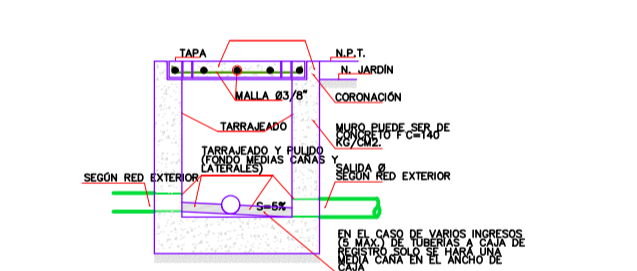 TAPA
N.P.T.
N. JARDÍN
MALLA Ø3/8"
CORONACIÓN
TARRAJEADO
MURO PUEDE SER DE
CONCRETO F'C=140
KG/CM2.
TARRAJEADO Y PULIDO
(FONDO MEDIAS CAÑAS Y
LATERALES)
SALIDA Ø
SEGÚN RED EXTERIOR
SEGÚN RED EXTERIOR
S=5%
EN EL CASO DE VARIOS INGRESOS
(5 MAX.) DE TUBERIAS A CAJA DE
REGISTRO SOLO SE HARÁ UNA
MEDIA CAÑA EN EL ANCHO DE
CAJA